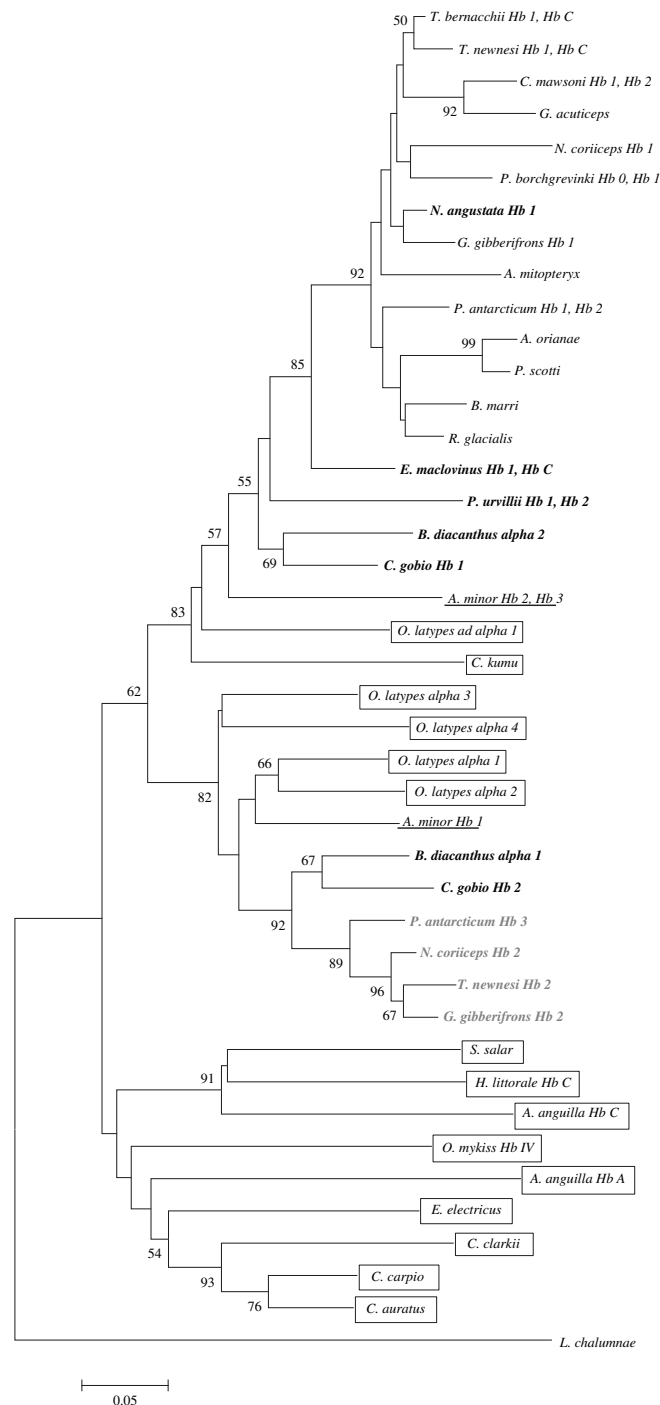 50
T. bernacchii Hb 1, Hb C
T. newnesi Hb 1, Hb C
C. mawsoni Hb 1, Hb 2
92
G. acuticeps
N. coriiceps Hb 1
P. borchgrevinki Hb 0, Hb 1
N. angustata Hb 1
G. gibberifrons Hb 1
92
A. mitopteryx
P. antarcticum Hb 1, Hb 2
99
A. orianae
P. scotti
85
B. marri
R. glacialis
E. maclovinus Hb 1, Hb C
55
P. urvillii Hb 1, Hb 2
57
B. diacanthus alpha 2
69
C. gobio Hb 1
A. minor Hb 2, Hb 3
83
O. latypes ad alpha 1
C. kumu
62
O. latypes alpha 3
O. latypes alpha 4
66
O. latypes alpha 1
82
O. latypes alpha 2
A. minor Hb 1
67
B. diacanthus alpha 1
C. gobio Hb 2
92
P. antarcticum Hb 3
89
N. coriiceps Hb 2
96
T. newnesi Hb 2
67
G. gibberifrons Hb 2
S. salar
91
H. littorale Hb C
A. anguilla Hb C
O. mykiss Hb IV
A. anguilla Hb A
E. electricus
54
C. clarkii
93
C. carpio
76
C. auratus
L. chalumnae
0.05